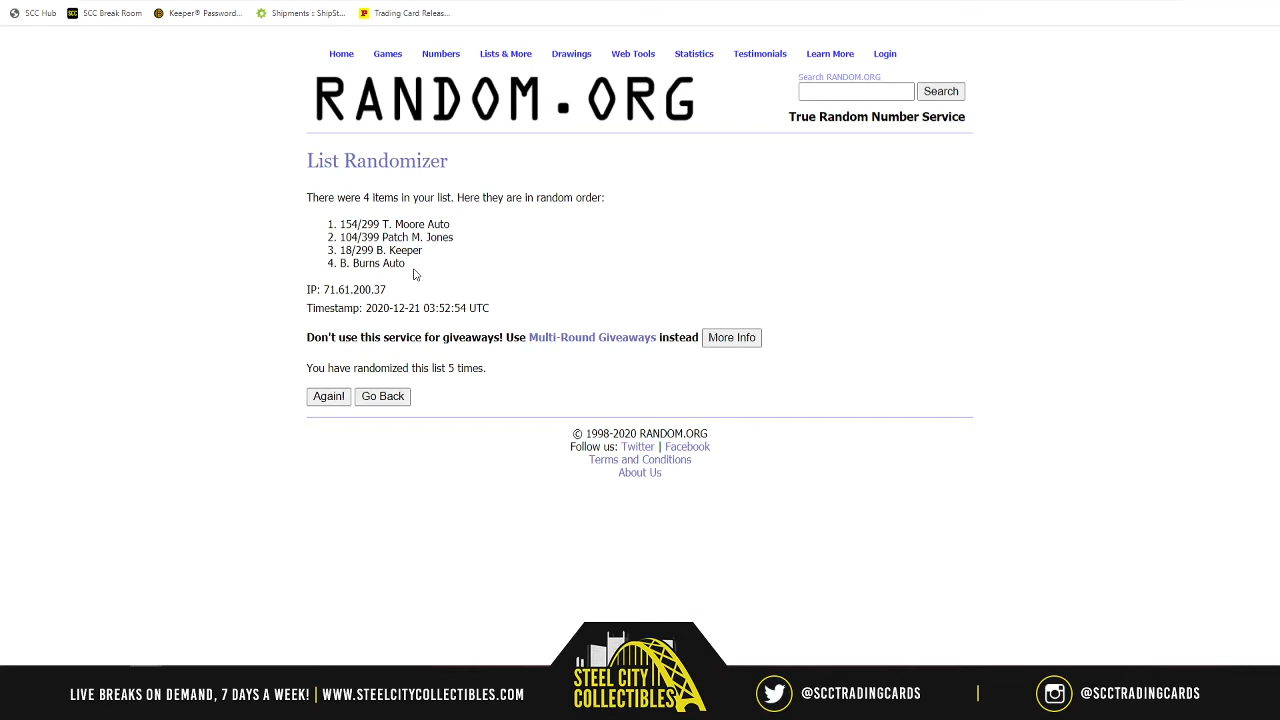 SCC Hub SCC Break Room Keeper® Password... Shipments :: ShipSt... Trading Card Releas...
Home Games Numbers Lists & More Drawings Web Tools Statistics Testimonials Learn More Login
RANDOM.ORG
Search RANDOM.ORG
Search
True Random Number Service
List Randomizer
There were 4 items in your list. Here they are in random order:
1. 154/299 T. Moore Auto
2. 104/399 Patch M. Jones
3. 18/299 B. Keeper
4. B. Burns Auto
IP: 71.61.200.37
Timestamp: 2020-12-21 03:52:54 UTC
Don't use this service for giveaways! Use Multi-Round Giveaways instead More Info
You have randomized this list 5 times.
Again! Go Back
© 1998-2020 RANDOM.ORG
Follow us: Twitter | Facebook
Terms and Conditions
About Us
LIVE BREAKS ON DEMAND, 7 DAYS A WEEK! | WWW.STEELCITYCOLLECTIBLES.COM
STEEL CITY
COLLECTIBLES
@SCCTRADINGCARDS | @SCCTRADINGCARDS